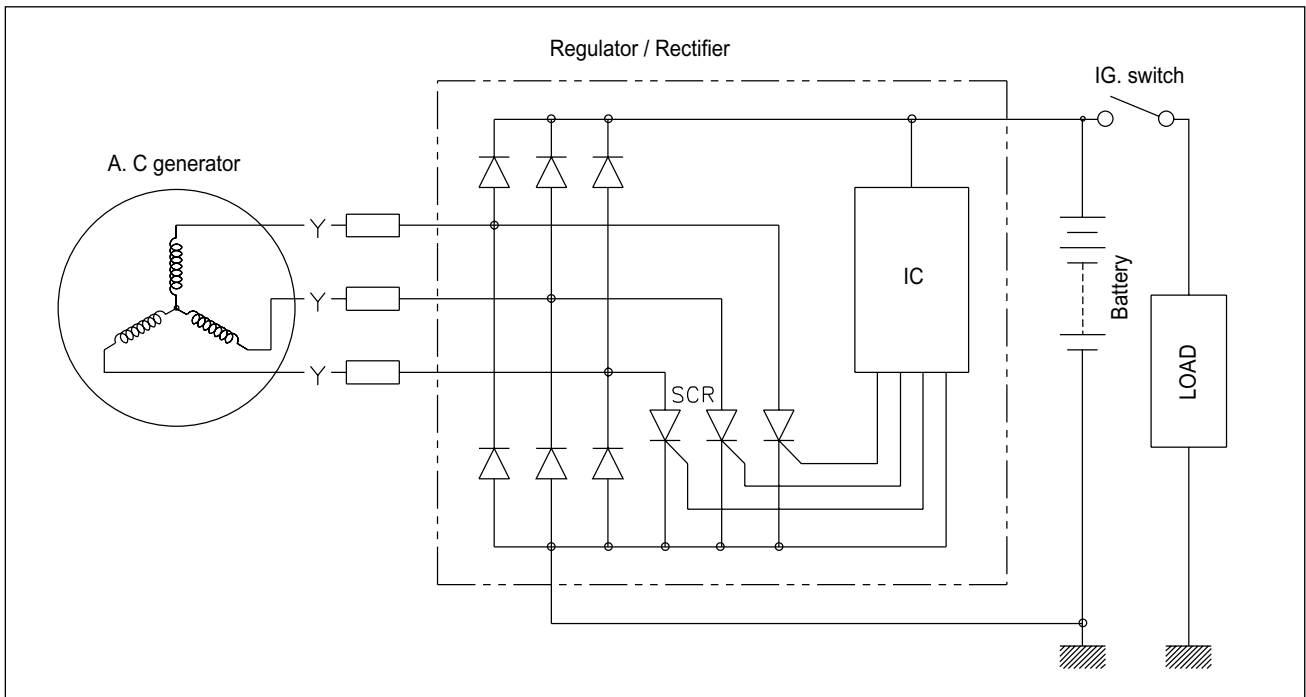 Regulator / Rectifier
IG. switch
A. C generator
Y
Y
Y
IC
Battery
LOAD
SCR